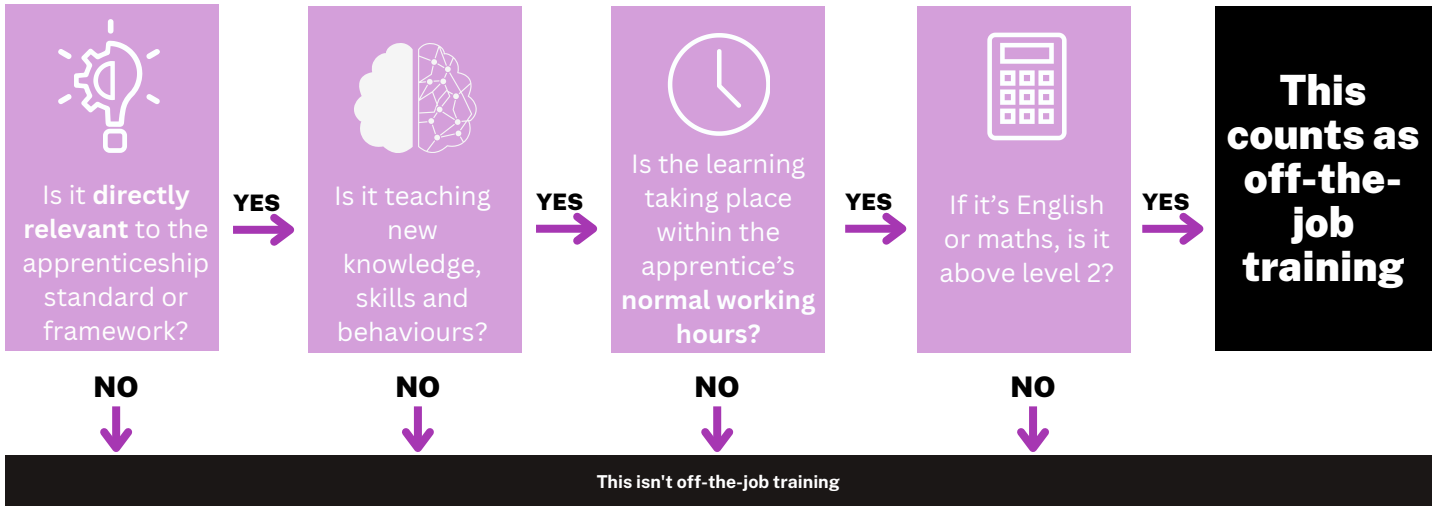 Is it directly
relevant to the
apprenticeship
standard or
framework?
YES
Is it teaching
new
knowledge,
skills and
behaviours?
YES
Is the learning
taking place
within the
apprentice’s
normal working
hours?
YES
If it’s English
or maths, is it
above level 2?
YES
This
counts as
off-the-
job
training
NO
NO
NO
NO
This isn't off-the-job training